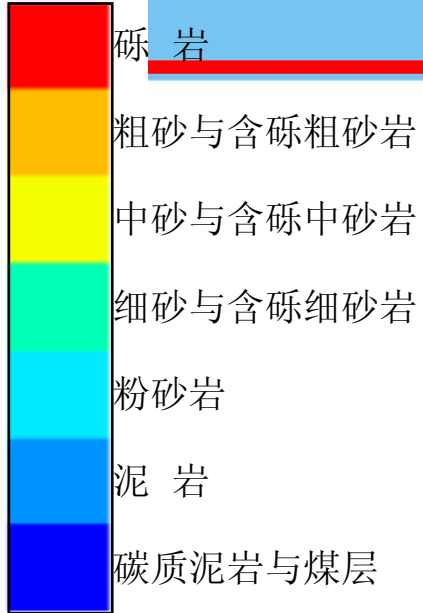 砾 岩
粗砂与含砾粗砂岩
中砂与含砾中砂岩
细砂与含砾细砂岩
粉砂岩
泥 岩
碳质泥岩与煤层